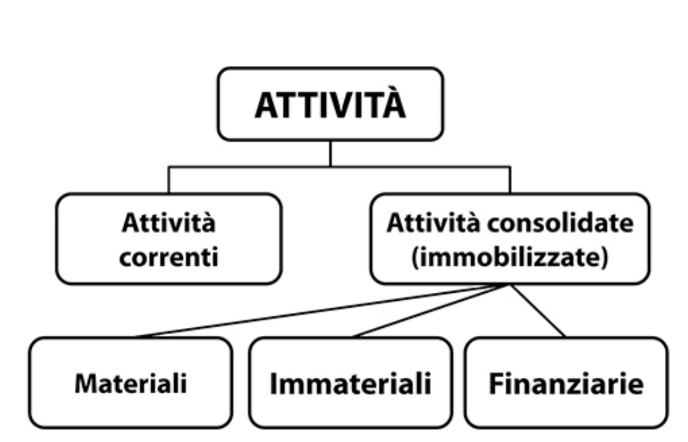 ATTIVITÀ
Attività
correnti
Attività consolidate
(immobilizzate)
Materiali
Immateriali
Finanziarie